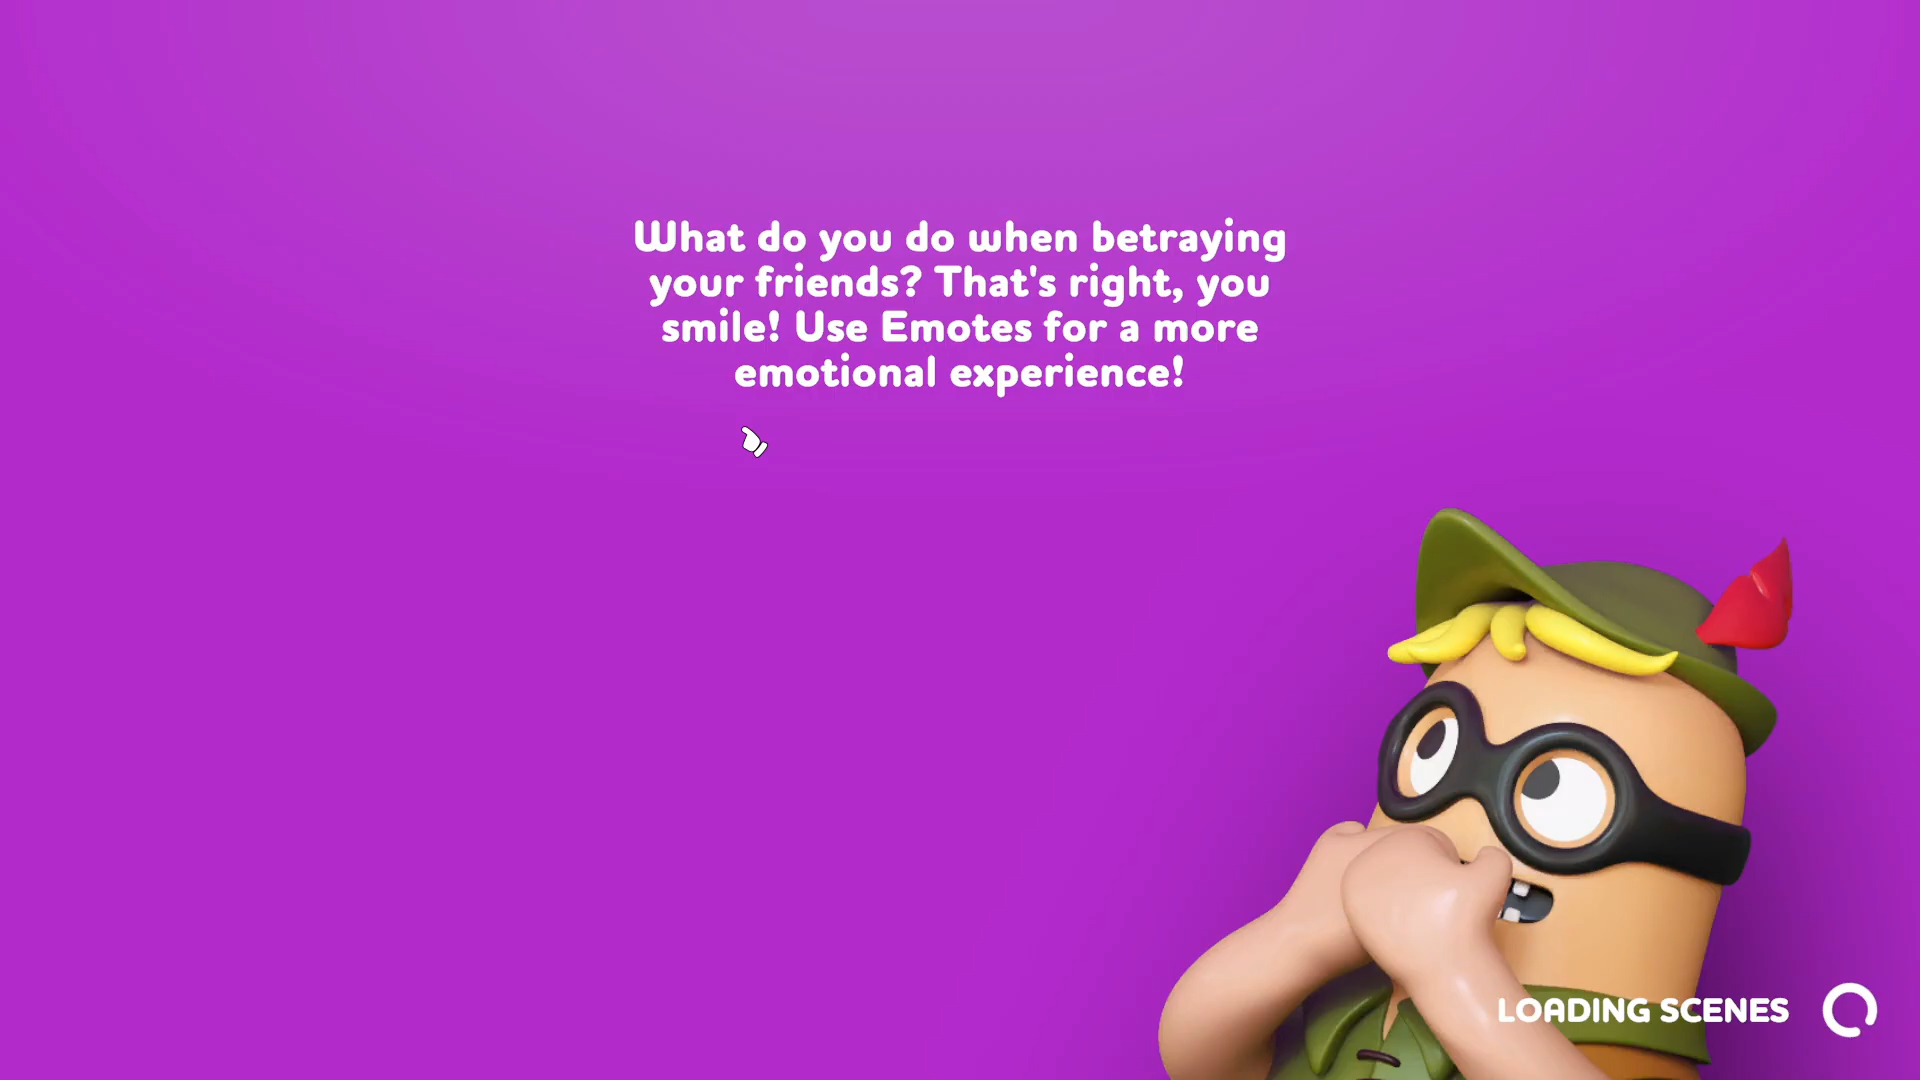 What do you do when betraying
your friends? That's right, you
smile! Use Emotes for a more
emotional experience!
LOADING SCENES